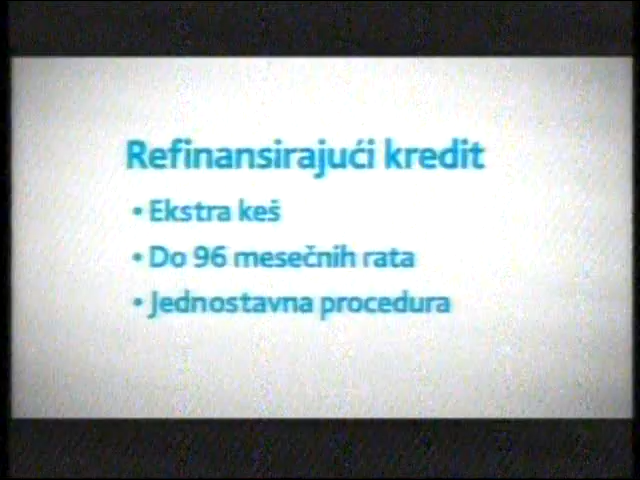 Refinansirajući kredit
• Ekstra keš
• Do 96 mesečnih rata
• Jednostavna procedura